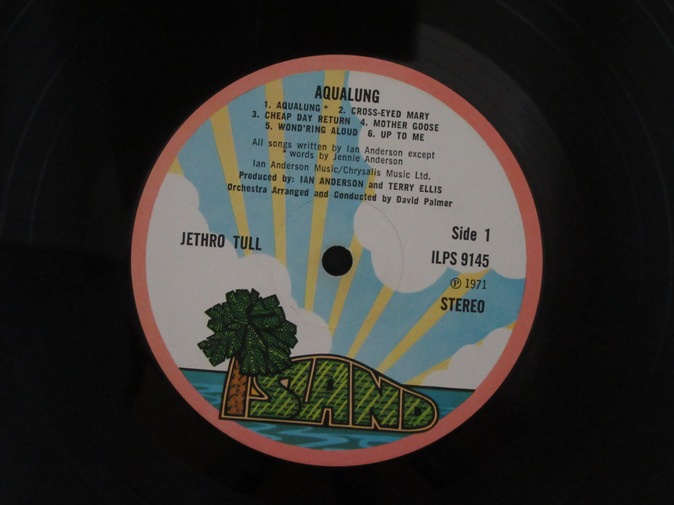 AQUALUNG
1. AQUALUNG * 2. CROSS-EYED MARY
3. CHEAP DAY RETURN 4. MOTHER GOOSE
5. WOND'RING ALOUD 6. UP TO ME
All songs written by Ian Anderson except
* words by Jennie Anderson
Ian Anderson Music/Chrysalis Music Ltd.
Produced by: IAN ANDERSON and TERRY ELLIS
Orchestra Arranged and Conducted by David Palmer
JETHRO TULL
Side 1
ILPS 9145
℗ 1971
STEREO
ISLAND